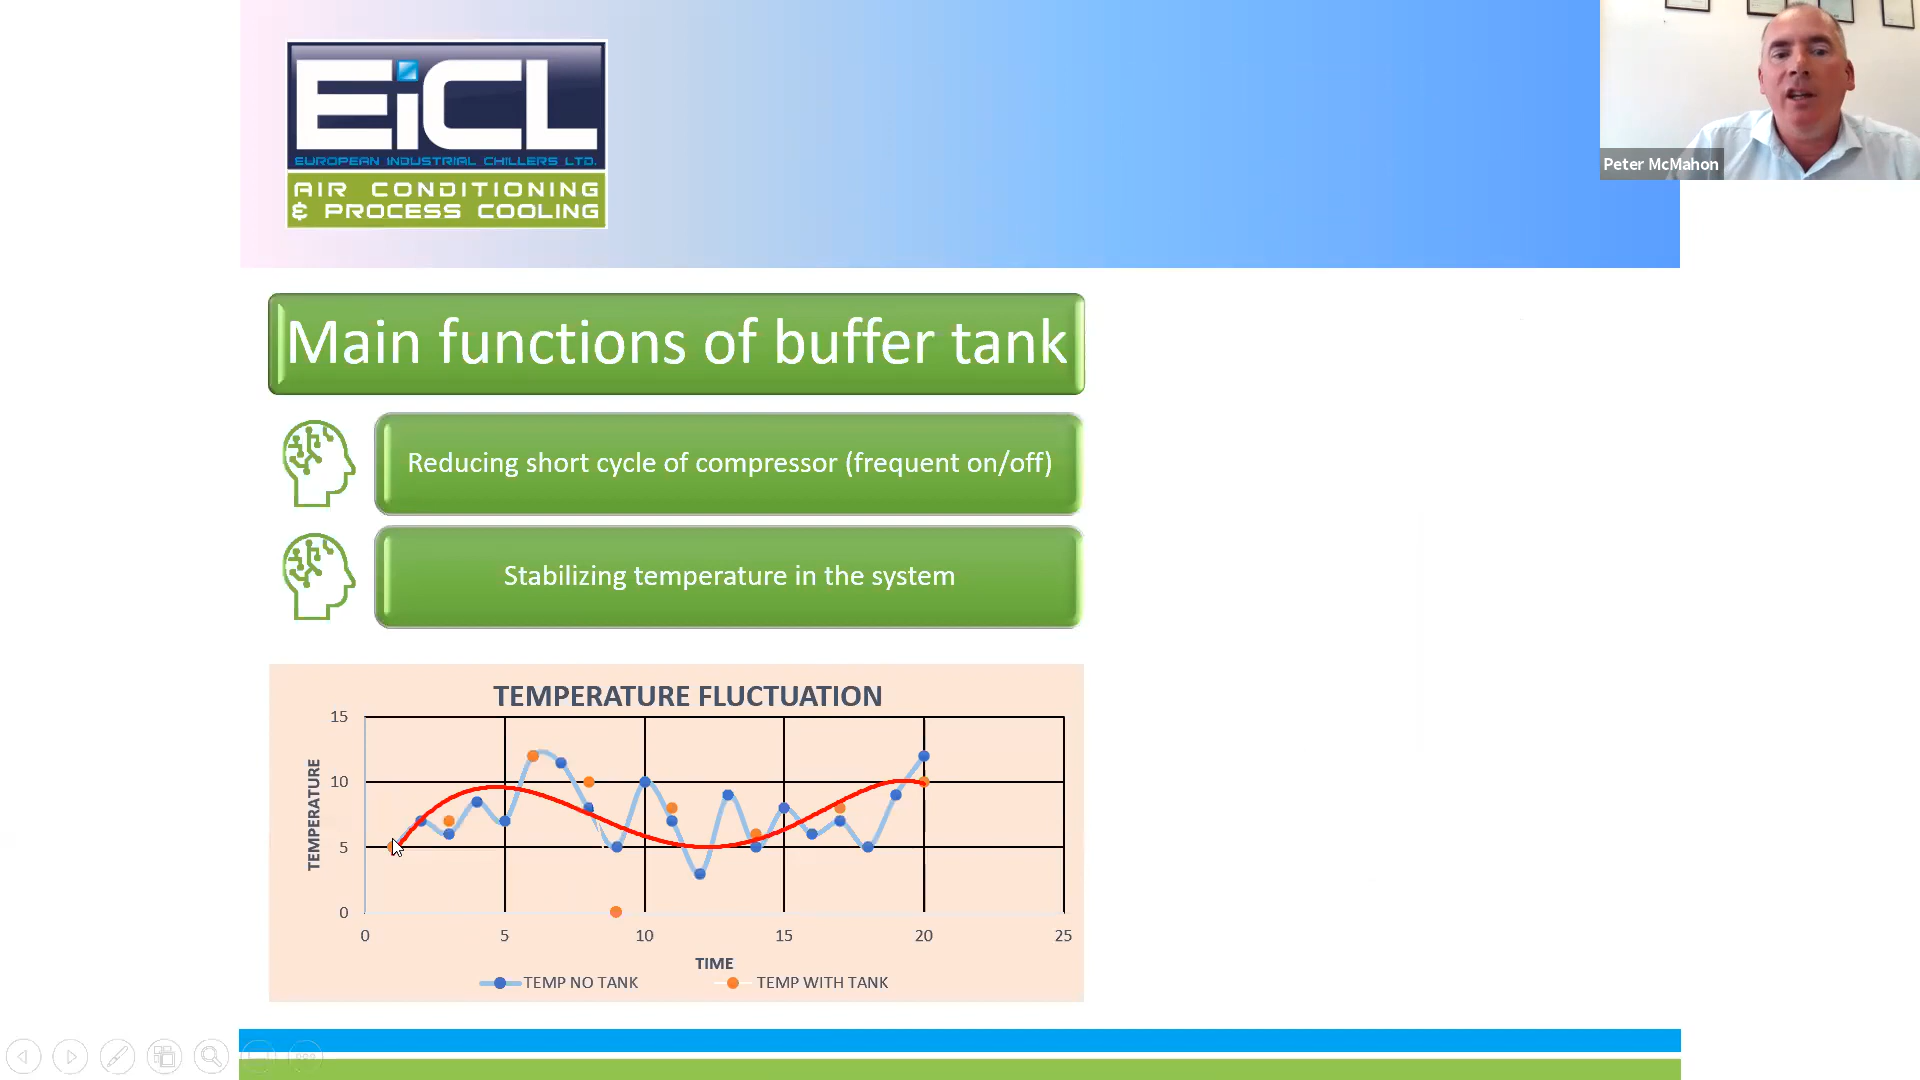 EiCL
EUROPEAN INDUSTRIAL CHILLERS LTD.
AIR CONDITIONING
& PROCESS COOLING
Peter McMahon
Main functions of buffer tank
Reducing short cycle of compressor (frequent on/off)
Stabilizing temperature in the system
TEMPERATURE FLUCTUATION
15
10
5
0
TEMPERATURE
0 5 10 15 20 25
TIME
TEMP NO TANK TEMP WITH TANK